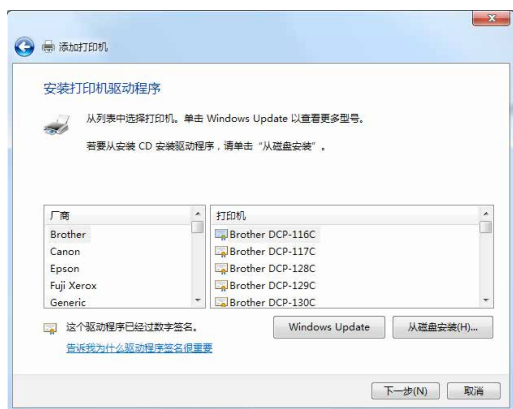 添加打印机
安装打印机驱动程序
从列表中选择打印机。单击 Windows Update 以查看更多型号。
若要从安装 CD 安装驱动程序，请单击“从磁盘安装”。
厂商
Brother
Canon
Epson
Fuji Xerox
Generic
打印机
Brother DCP-116C
Brother DCP-117C
Brother DCP-128C
Brother DCP-129C
Brother DCP-130C
这个驱动程序已经过数字签名。
告诉我为什么驱动程序签名很重要
Windows Update
从磁盘安装(H)...
下一步(N)
取消